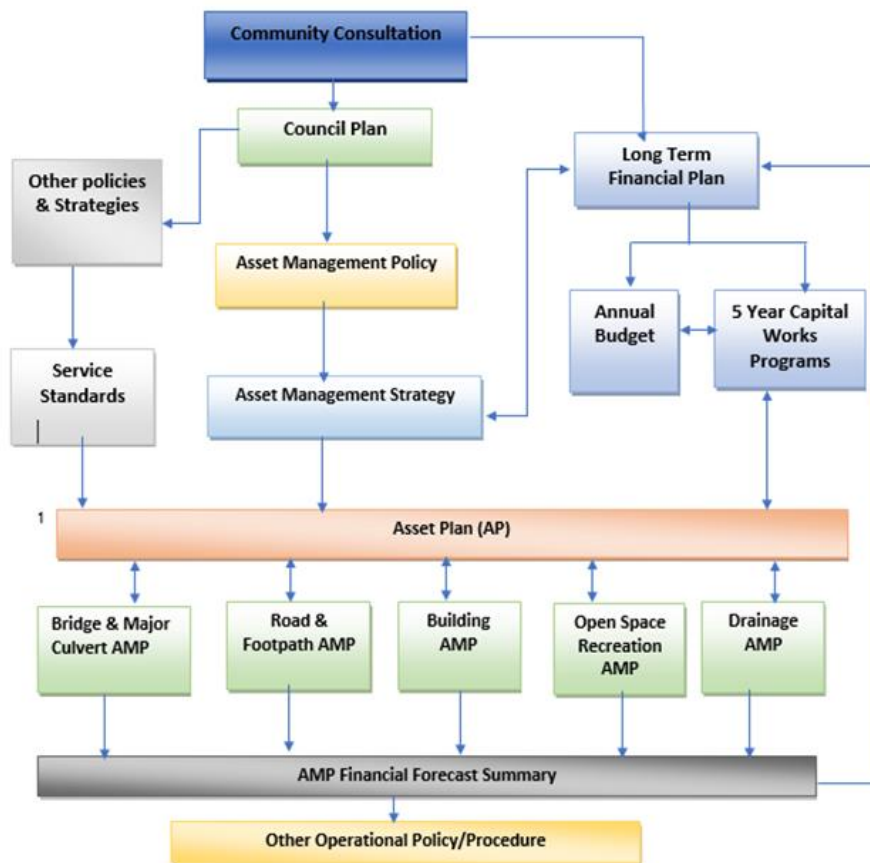 Community Consultation
Council Plan
Long Term
Financial Plan
Other policies
& Strategies
Asset Management Policy
Annual
Budget
5 Year Capital
Works
Programs
Service
Standards
Asset Management Strategy
1
Asset Plan (AP)
Bridge & Major
Culvert AMP
Road &
Footpath AMP
Building
AMP
Open Space
Recreation
AMP
Drainage
AMP
AMP Financial Forecast Summary
Other Operational Policy/Procedure